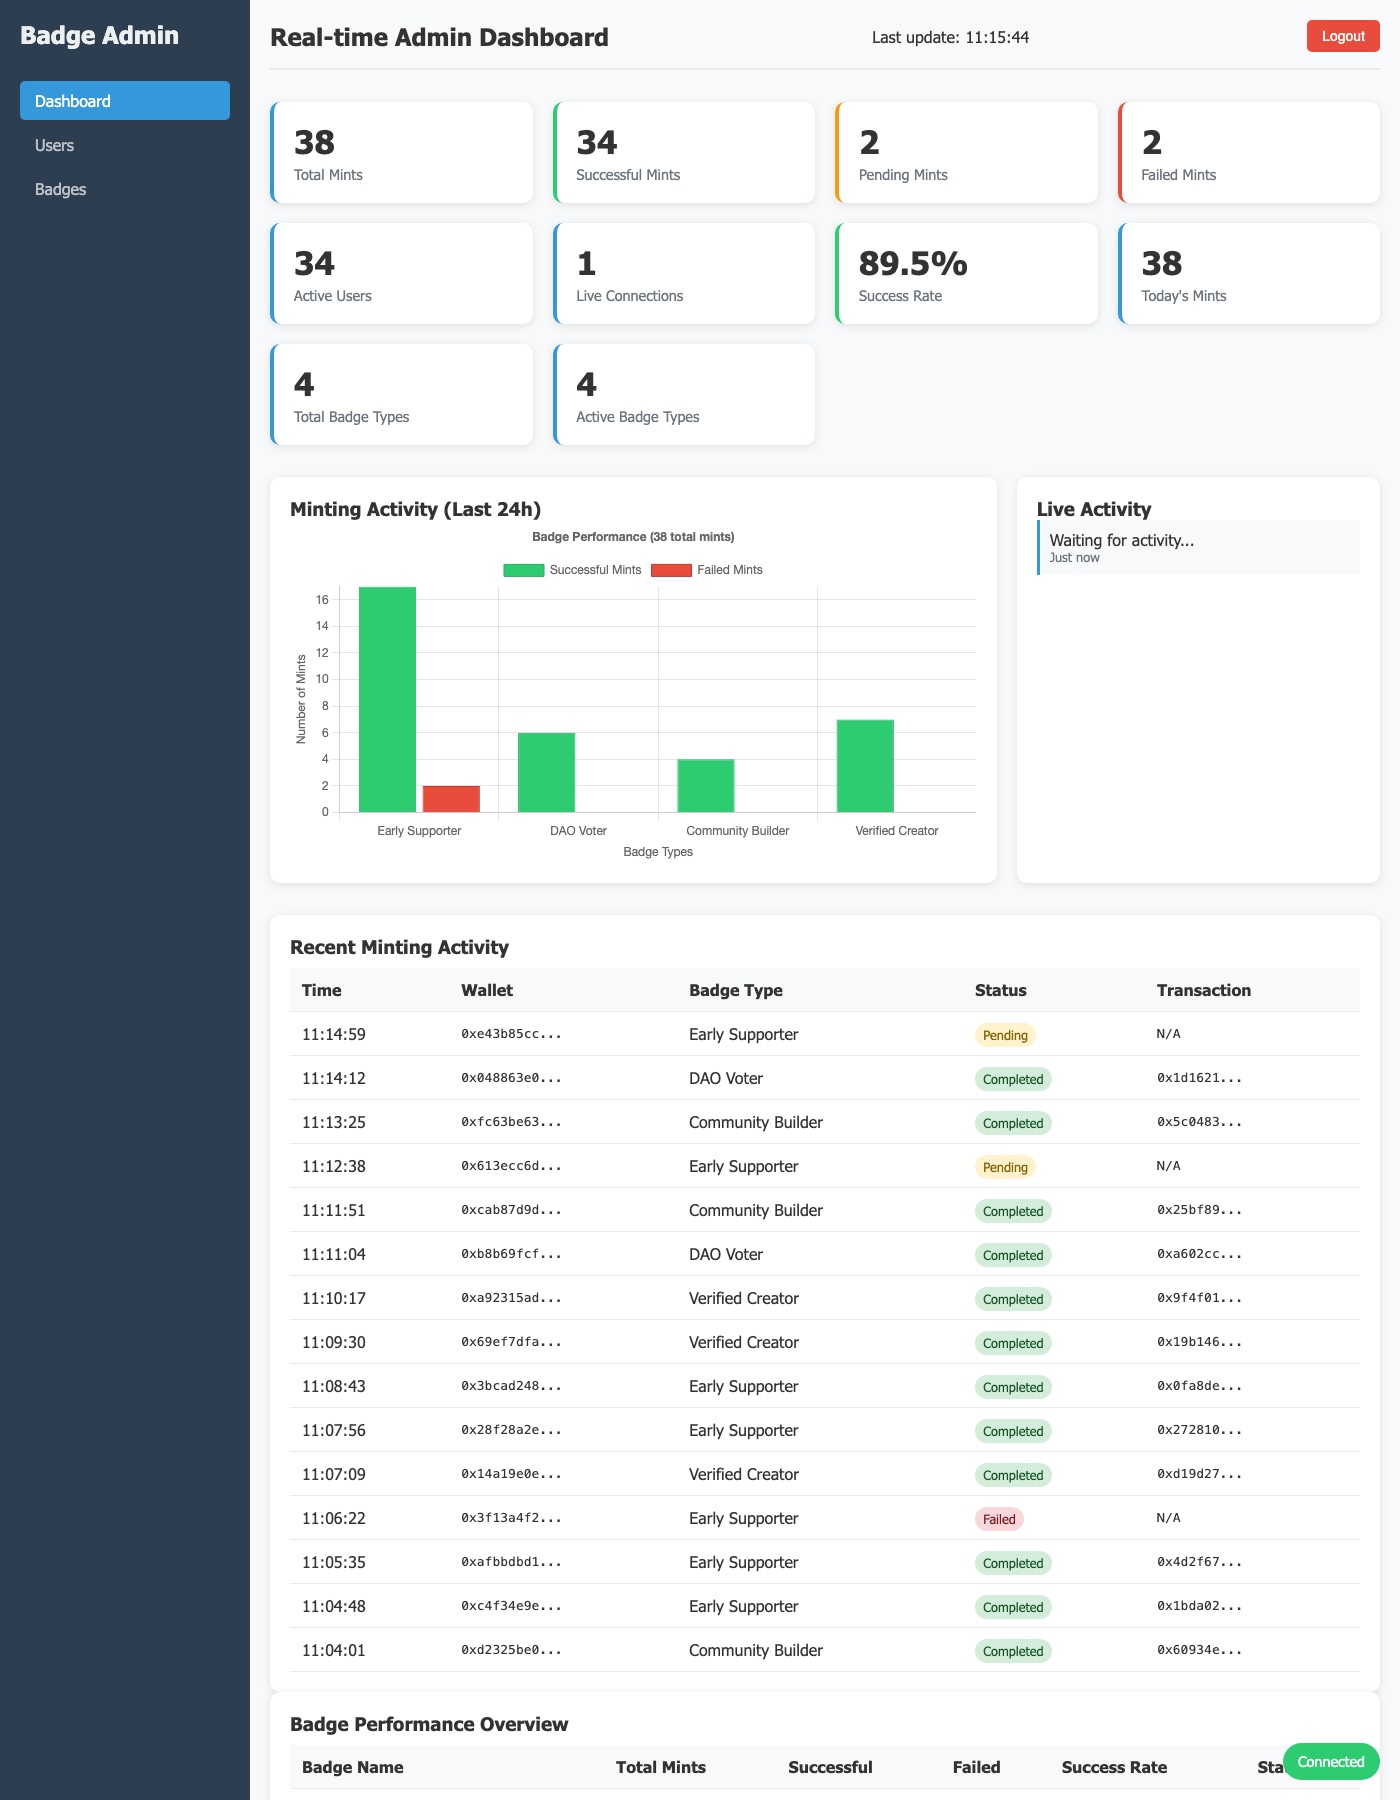 Badge Admin
Dashboard
Users
Badges
Real-time Admin Dashboard
Last update: 11:15:44
Logout
38
Total Mints
34
Successful Mints
2
Pending Mints
2
Failed Mints
34
Active Users
1
Live Connections
89.5%
Success Rate
38
Today's Mints
4
Total Badge Types
4
Active Badge Types
Minting Activity (Last 24h)
Badge Performance (38 total mints)
Successful Mints Failed Mints
Number of Mints
16
14
12
10
8
6
4
2
0
Early Supporter DAO Voter Community Builder Verified Creator
Badge Types
Live Activity
Waiting for activity...
Just now
Recent Minting Activity
Time Wallet Badge Type Status Transaction
11:14:59 0xe43b85cc... Early Supporter Pending N/A
11:14:12 0x048863e0... DAO Voter Completed 0x1d1621...
11:13:25 0xfc63be63... Community Builder Completed 0x5c0483...
11:12:38 0x613ecc6d... Early Supporter Pending N/A
11:11:51 0xcab87d9d... Community Builder Completed 0x25bf89...
11:11:04 0xb8b69fcf... DAO Voter Completed 0xa602cc...
11:10:17 0xa92315ad... Verified Creator Completed 0x9f4f01...
11:09:30 0x69ef7dfa... Verified Creator Completed 0x19b146...
11:08:43 0x3bcad248... Early Supporter Completed 0x0fa8de...
11:07:56 0x28f28a2e... Early Supporter Completed 0x272810...
11:07:09 0x14a19e0e... Verified Creator Completed 0xd19d27...
11:06:22 0x3f13a4f2... Early Supporter Failed N/A
11:05:35 0xafbbdbd1... Early Supporter Completed 0x4d2f67...
11:04:48 0xc4f34e9e... Early Supporter Completed 0x1bda02...
11:04:01 0xd2325be0... Community Builder Completed 0x60934e...
Badge Performance Overview
Badge Name Total Mints Successful Failed Success Rate
Connected